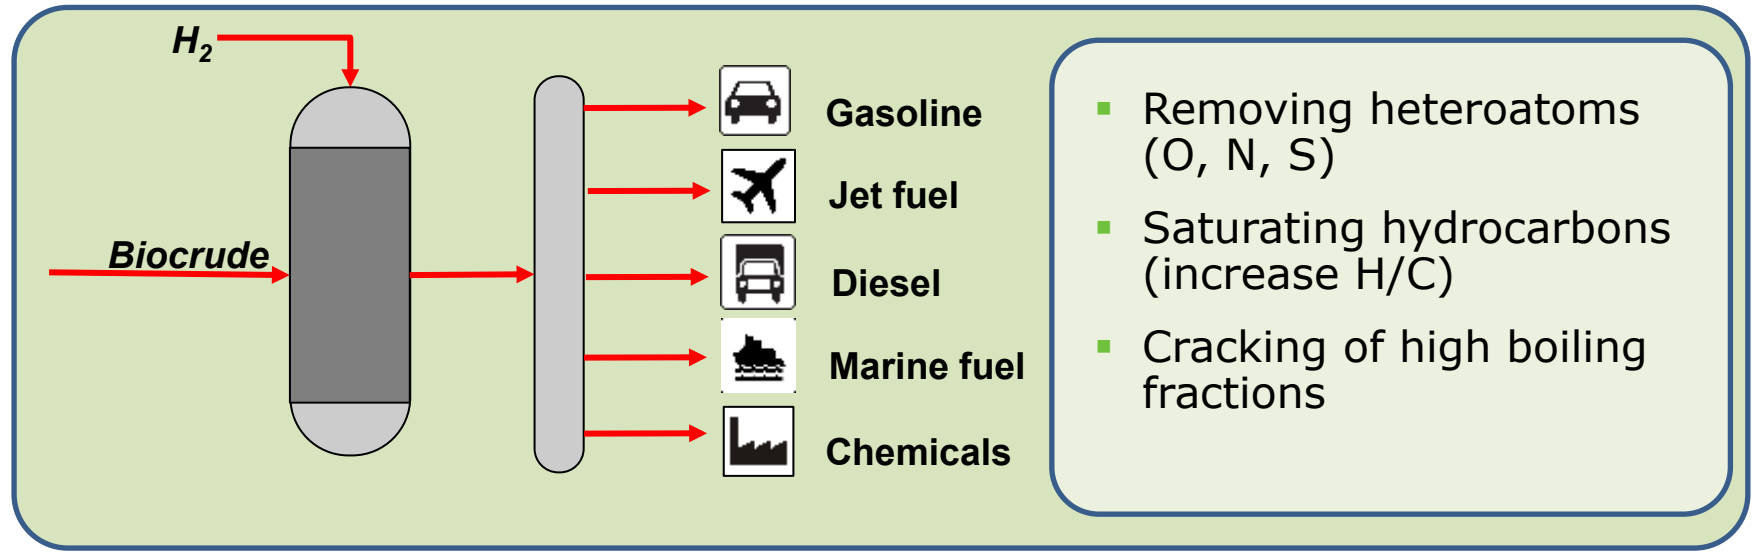 H₂
Biocrude
Gasoline
Jet fuel
Diesel
Marine fuel
Chemicals
▪ Removing heteroatoms
(O, N, S)
▪ Saturating hydrocarbons
(increase H/C)
▪ Cracking of high boiling
fractions